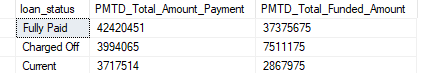 loan_status PMTD_Total_Amount_Payment PMTD_Total_Funded_Amount
Fully Paid 42420451 37375675
Charged Off 3994065 7511175
Current 3717514 2867975